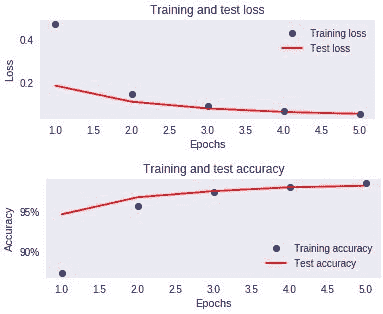 Training and test loss
0.4
0.2
Loss
Training loss
Test loss
1.0 1.5 2.0 2.5 3.0 3.5 4.0 4.5 5.0
Epochs
Training and test accuracy
95%
90%
Accuracy
Training accuracy
Test accuracy
1.0 1.5 2.0 2.5 3.0 3.5 4.0 4.5 5.0
Epochs